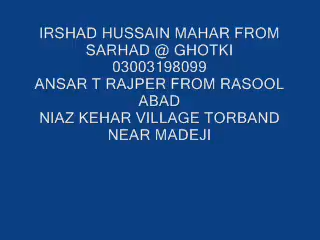 IRSHAD HUSSAIN MAHAR FROM
SARHAD @ GHOTKI
03003198099
ANSAR T RAJPER FROM RASOOL
ABAD
NIAZ KEHAR VILLAGE TORBAND
NEAR MADEJI